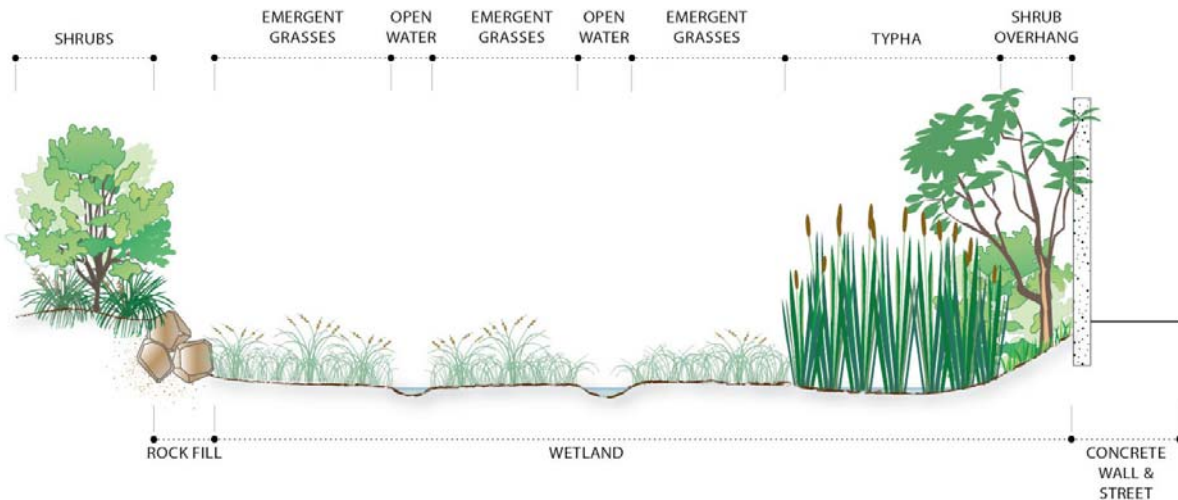 SHRUBS
EMERGENT
GRASSES
OPEN
WATER
EMERGENT
GRASSES
OPEN
WATER
EMERGENT
GRASSES
TYPHA
SHRUB
OVERHANG
ROCK FILL
WETLAND
CONCRETE
WALL &
STREET